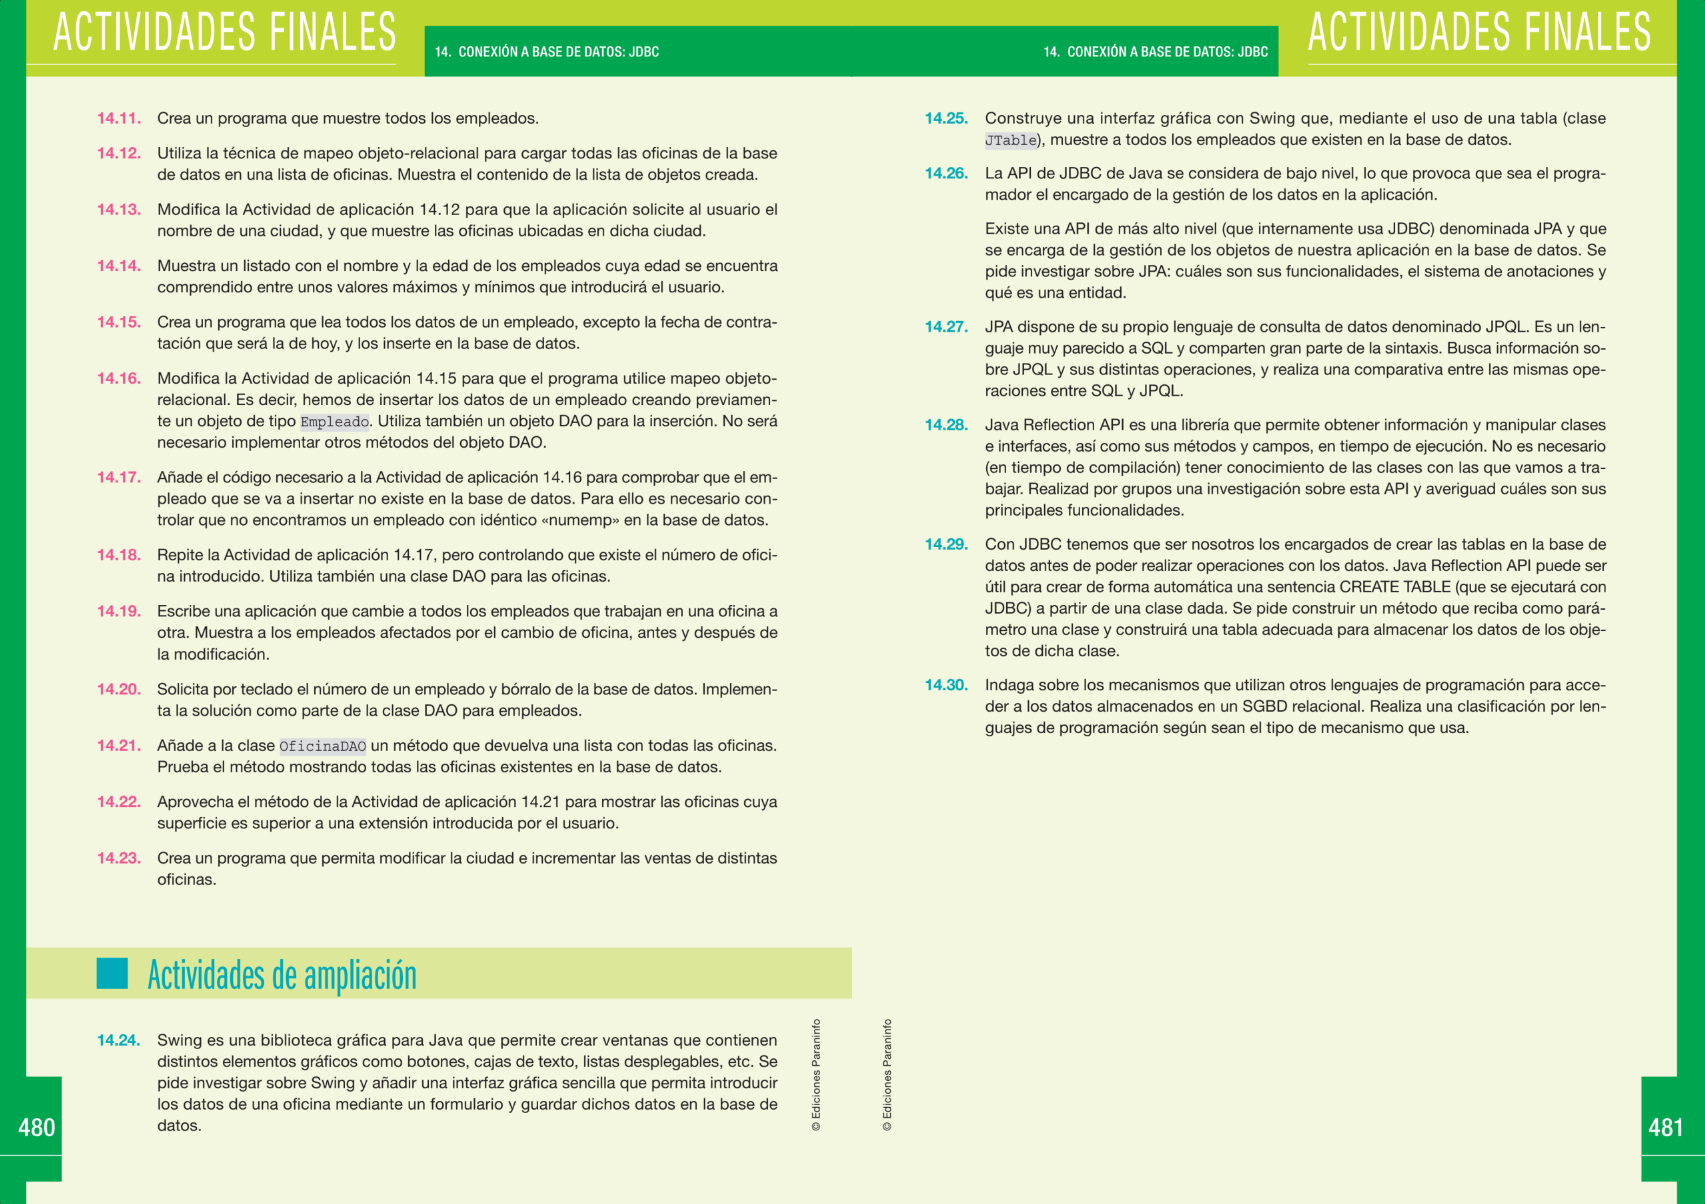 ACTIVIDADES FINALES
14. CONEXIÓN A BASE DE DATOS: JDBC
14.11. Crea un programa que muestre todos los empleados.
14.12. Utiliza la técnica de mapeo objeto-relacional para cargar todas las oficinas de la base
de datos en una lista de oficinas. Muestra el contenido de la lista de objetos creada.
14.13. Modifica la Actividad de aplicación 14.12 para que la aplicación solicite al usuario el
nombre de una ciudad, y que muestre las oficinas ubicadas en dicha ciudad.
14.14. Muestra un listado con el nombre y la edad de los empleados cuya edad se encuentra
comprendido entre unos valores máximos y mínimos que introducirá el usuario.
14.15. Crea un programa que lea todos los datos de un empleado, excepto la fecha de contra-
tación que será la de hoy, y los inserte en la base de datos.
14.16. Modifica la Actividad de aplicación 14.15 para que el programa utilice mapeo objeto-
relacional. Es decir, hemos de insertar los datos de un empleado creando previamen-
te un objeto de tipo Empleado. Utiliza también un objeto DAO para la inserción. No será
necesario implementar otros métodos del objeto DAO.
14.17. Añade el código necesario a la Actividad de aplicación 14.16 para comprobar que el em-
pleado que se va a insertar no existe en la base de datos. Para ello es necesario con-
trolar que no encontramos un empleado con idéntico «numemp» en la base de datos.
14.18. Repite la Actividad de aplicación 14.17, pero controlando que existe el número de ofici-
na introducido. Utiliza también una clase DAO para las oficinas.
14.19. Escribe una aplicación que cambie a todos los empleados que trabajan en una oficina a
otra. Muestra a los empleados afectados por el cambio de oficina, antes y después de
la modificación.
14.20. Solicita por teclado el número de un empleado y bórralo de la base de datos. Implemen-
ta la solución como parte de la clase DAO para empleados.
14.21. Añade a la clase OficinaDAO un método que devuelva una lista con todas las oficinas.
Prueba el método mostrando todas las oficinas existentes en la base de datos.
14.22. Aprovecha el método de la Actividad de aplicación 14.21 para mostrar las oficinas cuya
superficie es superior a una extensión introducida por el usuario.
14.23. Crea un programa que permita modificar la ciudad e incrementar las ventas de distintas
oficinas.
Actividades de ampliación
14.24. Swing es una biblioteca gráfica para Java que permite crear ventanas que contienen
distintos elementos gráficos como botones, cajas de texto, listas desplegables, etc. Se
pide investigar sobre Swing y añadir una interfaz gráfica sencilla que permita introducir
los datos de una oficina mediante un formulario y guardar dichos datos en la base de
datos.
© Ediciones Paraninfo
480
14. CONEXIÓN A BASE DE DATOS: JDBC
ACTIVIDADES FINALES
14.25. Construye una interfaz gráfica con Swing que, mediante el uso de una tabla (clase
JTable), muestre a todos los empleados que existen en la base de datos.
14.26. La API de JDBC de Java se considera de bajo nivel, lo que provoca que sea el progra-
mador el encargado de la gestión de los datos en la aplicación.
Existe una API de más alto nivel (que internamente usa JDBC) denominada JPA y que
se encarga de la gestión de los objetos de nuestra aplicación en la base de datos. Se
pide investigar sobre JPA: cuáles son sus funcionalidades, el sistema de anotaciones y
qué es una entidad.
14.27. JPA dispone de su propio lenguaje de consulta de datos denominado JPQL. Es un len-
guaje muy parecido a SQL y comparten gran parte de la sintaxis. Busca información so-
bre JPQL y sus distintas operaciones, y realiza una comparativa entre las mismas ope-
raciones entre SQL y JPQL.
14.28. Java Reflection API es una librería que permite obtener información y manipular clases
e interfaces, así como sus métodos y campos, en tiempo de ejecución. No es necesario
(en tiempo de compilación) tener conocimiento de las clases con las que vamos a tra-
bajar. Realizad por grupos una investigación sobre esta API y averiguad cuáles son sus
principales funcionalidades.
14.29. Con JDBC tenemos que ser nosotros los encargados de crear las tablas en la base de
datos antes de poder realizar operaciones con los datos. Java Reflection API puede ser
útil para crear de forma automática una sentencia CREATE TABLE (que se ejecutará con
JDBC) a partir de una clase dada. Se pide construir un método que reciba como pará-
metro una clase y construirá una tabla adecuada para almacenar los datos de los obje-
tos de dicha clase.
14.30. Indaga sobre los mecanismos que utilizan otros lenguajes de programación para acce-
der a los datos almacenados en un SGBD relacional. Realiza una clasificación por len-
guajes de programación según sean el tipo de mecanismo que usa.
© Ediciones Paraninfo
481